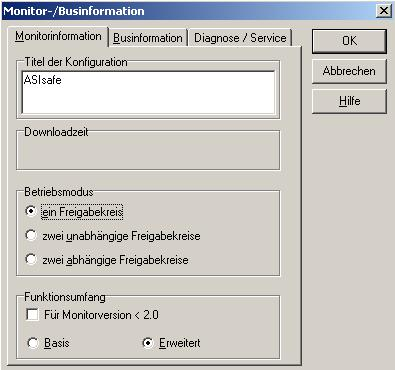 Monitor-/Businformation
Monitorinformation Businformation Diagnose / Service
OK
Abbrechen
Hilfe
Titel der Konfiguration
ASIsafe
Downloadzeit
Betriebsmodus
ein Freigabekreis
zwei unabhängige Freigabekreise
zwei abhängige Freigabekreise
Funktionsumfang
Für Monitorversion < 2.0
Basis Erweitert